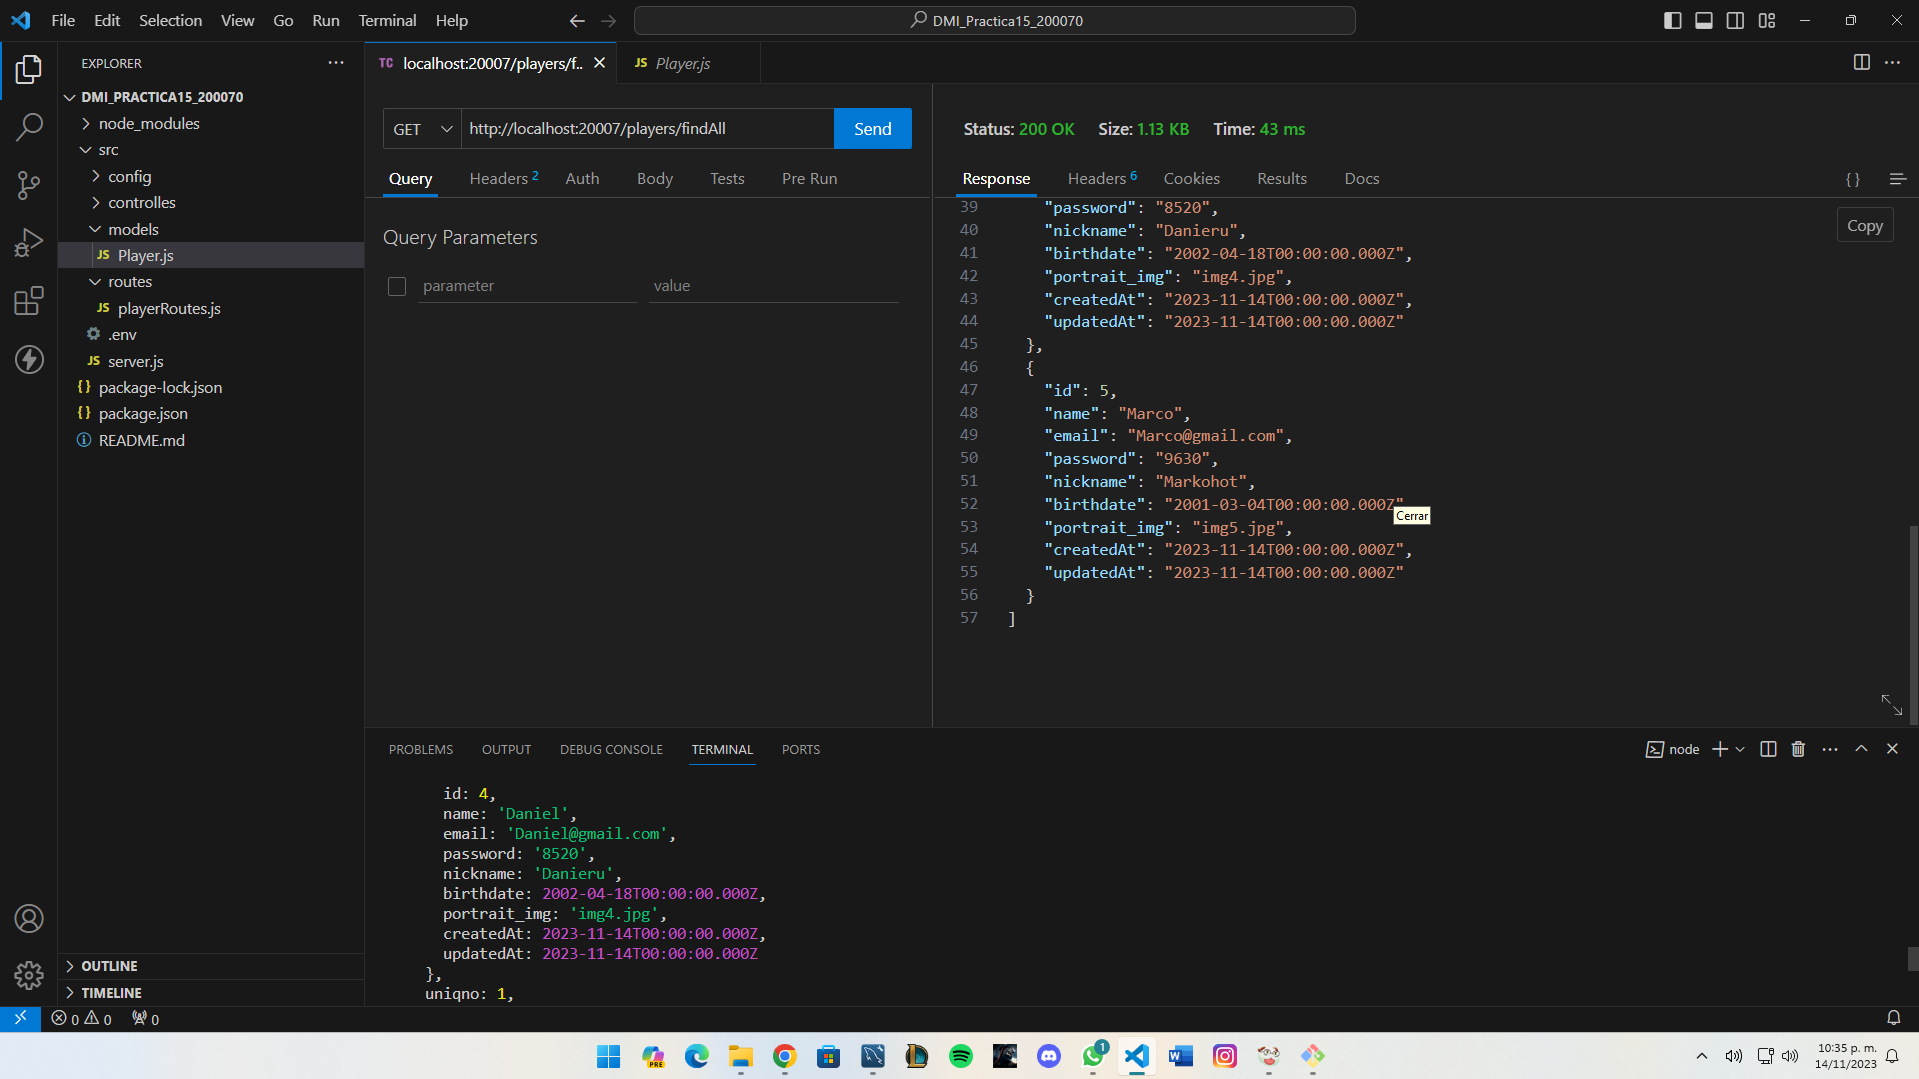 File Edit Selection View Go Run Terminal Help
DMI_Practica15_200070
EXPLORER
DMI_PRACTICA15_200070
node_modules
src
config
controlles
models
JS Player.js
routes
JS playerRoutes.js
.env
JS server.js
{} package-lock.json
{} package.json
README.md
OUTLINE
TIMELINE
TC localhost:20007/players/f..
JS Player.js
GET http://localhost:20007/players/findAll Send
Query Headers 2 Auth Body Tests Pre Run
Query Parameters
parameter value
Status: 200 OK Size: 1.13 KB Time: 43 ms
Response Headers 6 Cookies Results Docs { }
Copy
39 "password": "8520",
40 "nickname": "Danieru",
41 "birthdate": "2002-04-18T00:00:00.000Z",
42 "portrait_img": "img4.jpg",
43 "createdAt": "2023-11-14T00:00:00.000Z",
44 "updatedAt": "2023-11-14T00:00:00.000Z"
45 },
46 {
47 "id": 5,
48 "name": "Marco",
49 "email": "Marco@gmail.com",
50 "password": "9630",
51 "nickname": "Markohot",
52 "birthdate": "2001-03-04T00:00:00.000Z"
Cerrar
53 "portrait_img": "img5.jpg",
54 "createdAt": "2023-11-14T00:00:00.000Z",
55 "updatedAt": "2023-11-14T00:00:00.000Z"
56 }
57 ]
PROBLEMS OUTPUT DEBUG CONSOLE TERMINAL PORTS
node
id: 4,
name: 'Daniel',
email: 'Daniel@gmail.com',
password: '8520',
nickname: 'Danieru',
birthdate: 2002-04-18T00:00:00.000Z,
portrait_img: 'img4.jpg',
createdAt: 2023-11-14T00:00:00.000Z,
updatedAt: 2023-11-14T00:00:00.000Z
},
uniqno: 1,
0 0 0
PRE
1
10:35 p. m.
14/11/2023